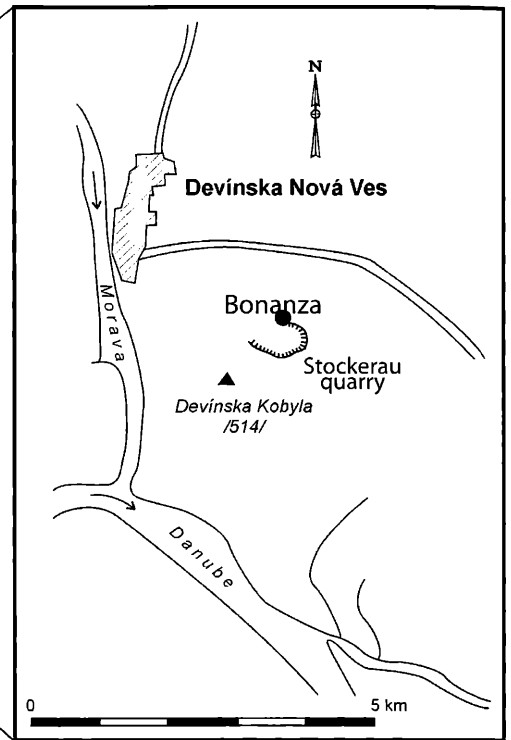 N
Devínska Nová Ves
Morava
Bonanza
Stockerau
quarry
Devínska Kobyla
/514/
Danube
0
5 km